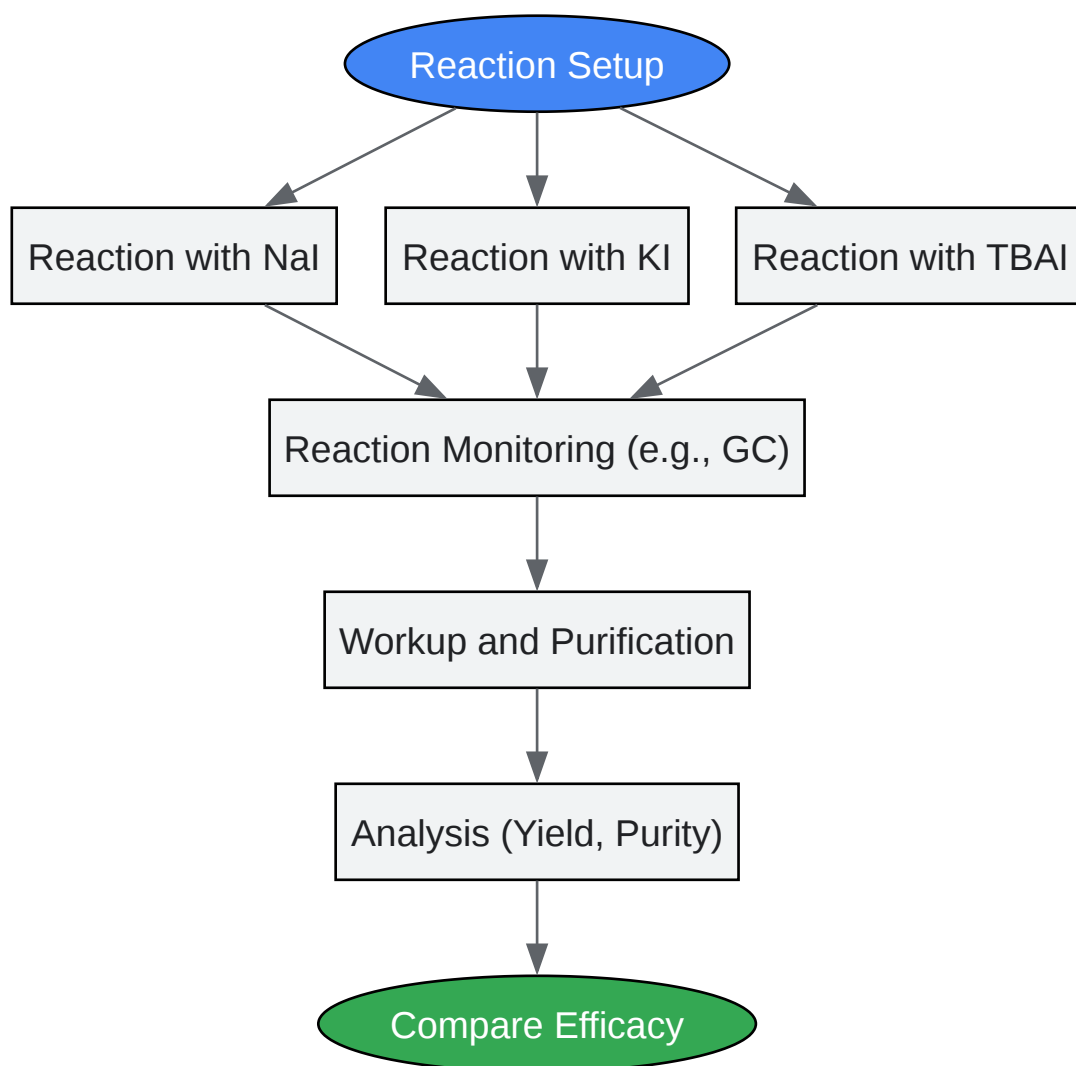 Reaction Setup
Reaction with NaI
Reaction with KI
Reaction with TBAI
Reaction Monitoring (e.g., GC)
Workup and Purification
Analysis (Yield, Purity)
Compare Efficacy